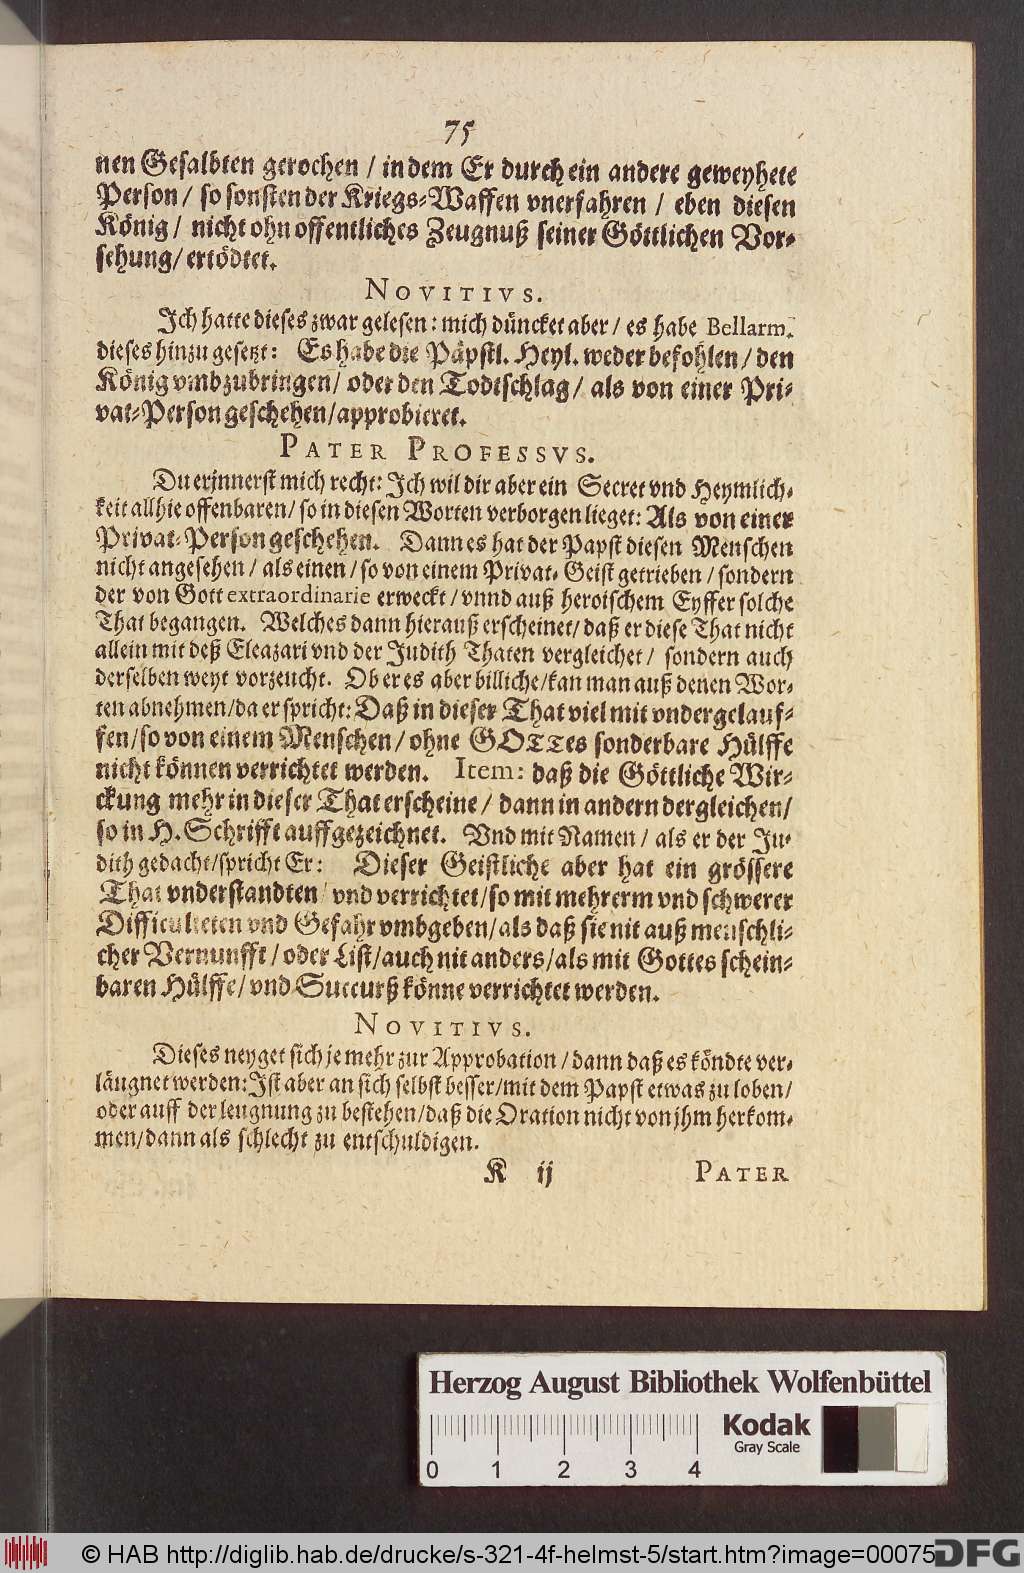 75
nen Gesalbten gerochen / in dem Er durch ein andere geweyhete
Person / so sonsten der Kriegs-Waffen vnerfahren / eben diesen
König / nicht ohn offentliches Zeugnuß seiner Göttlichen Vor-
sehung / ertödtet.
NOVITIVS.
Ich hatte dieses zwar gelesen: mich düncket aber / es habe Bellarm.
dieses hinzu gesetzt: Es habe die Päpstl. Heyl. weder befohlen / den
König vmbzubringen / oder den Todtschlag / als von einer Pri-
vat-Person geschehen / approbieret.
PATER PROFESSVS.
Du erjnnerst mich recht: Ich wil dir aber ein Secret vnd Heymlich-
keit allhie offenbaren / so in diesen Worten verborgen lieget: Als von einer
Privat-Person geschehen. Dann es hat der Papst diesen Menschen
nicht angesehen / als einen / so von einem Privat-Geist getrieben / sondern
der von Gott extraordinarie erweckt / vnnd auß heroischem Eyffer solche
That begangen. Welches dann hierauß erscheinet / daß er diese That nicht
allein mit deß Eleazari vnd der Judith Thaten vergleichet / sondern auch
derselben weyt vorzeucht. Ob er es aber billiche / kan man auß denen Wor-
ten abnehmen / da er spricht: Daß in dieser That viel mit vndergelauf-
fen / so von einem Menschen / ohne GOTTes sonderbare Hülffe
nicht können verrichtet werden. Item: daß die Göttliche Wir-
ckung mehr in dieser That erscheine / dann in andern dergleichen /
so in H. Schrifft auffgezeichnet. Vnd mit Namen / als er der Ju-
dith gedacht / spricht Er: Dieser Geistliche aber hat ein grössere
That vnderstandten / vnd verrichtet / so mit mehrerm vnd schwerer
Difficulteten vnd Gefahr vmbgeben / als daß sie nit auß menschli-
cher Vernunfft / oder List / auch nit anders / als mit Gottes schein-
baren Hülffe / vnd Succurß könne verrichtet werden.
NOVITIVS.
Dieses neyget sich je mehr zur Approbation / dann daß es köndte ver-
läugnet werden: Ist aber an sich selbst besser / mit dem Papst etwas zu loben /
oder auff der leugnung zu bestehen / daß die Oration nicht von jhm herkom-
men / dann als schlecht zu entschuldigen.
K ij PATER
Herzog August Bibliothek Wolfenbüttel
Kodak
Gray Scale
0 1 2 3 4
© HAB http://diglib.hab.de/drucke/s-321-4f-helmst-5/start.htm?image=00075
DFG